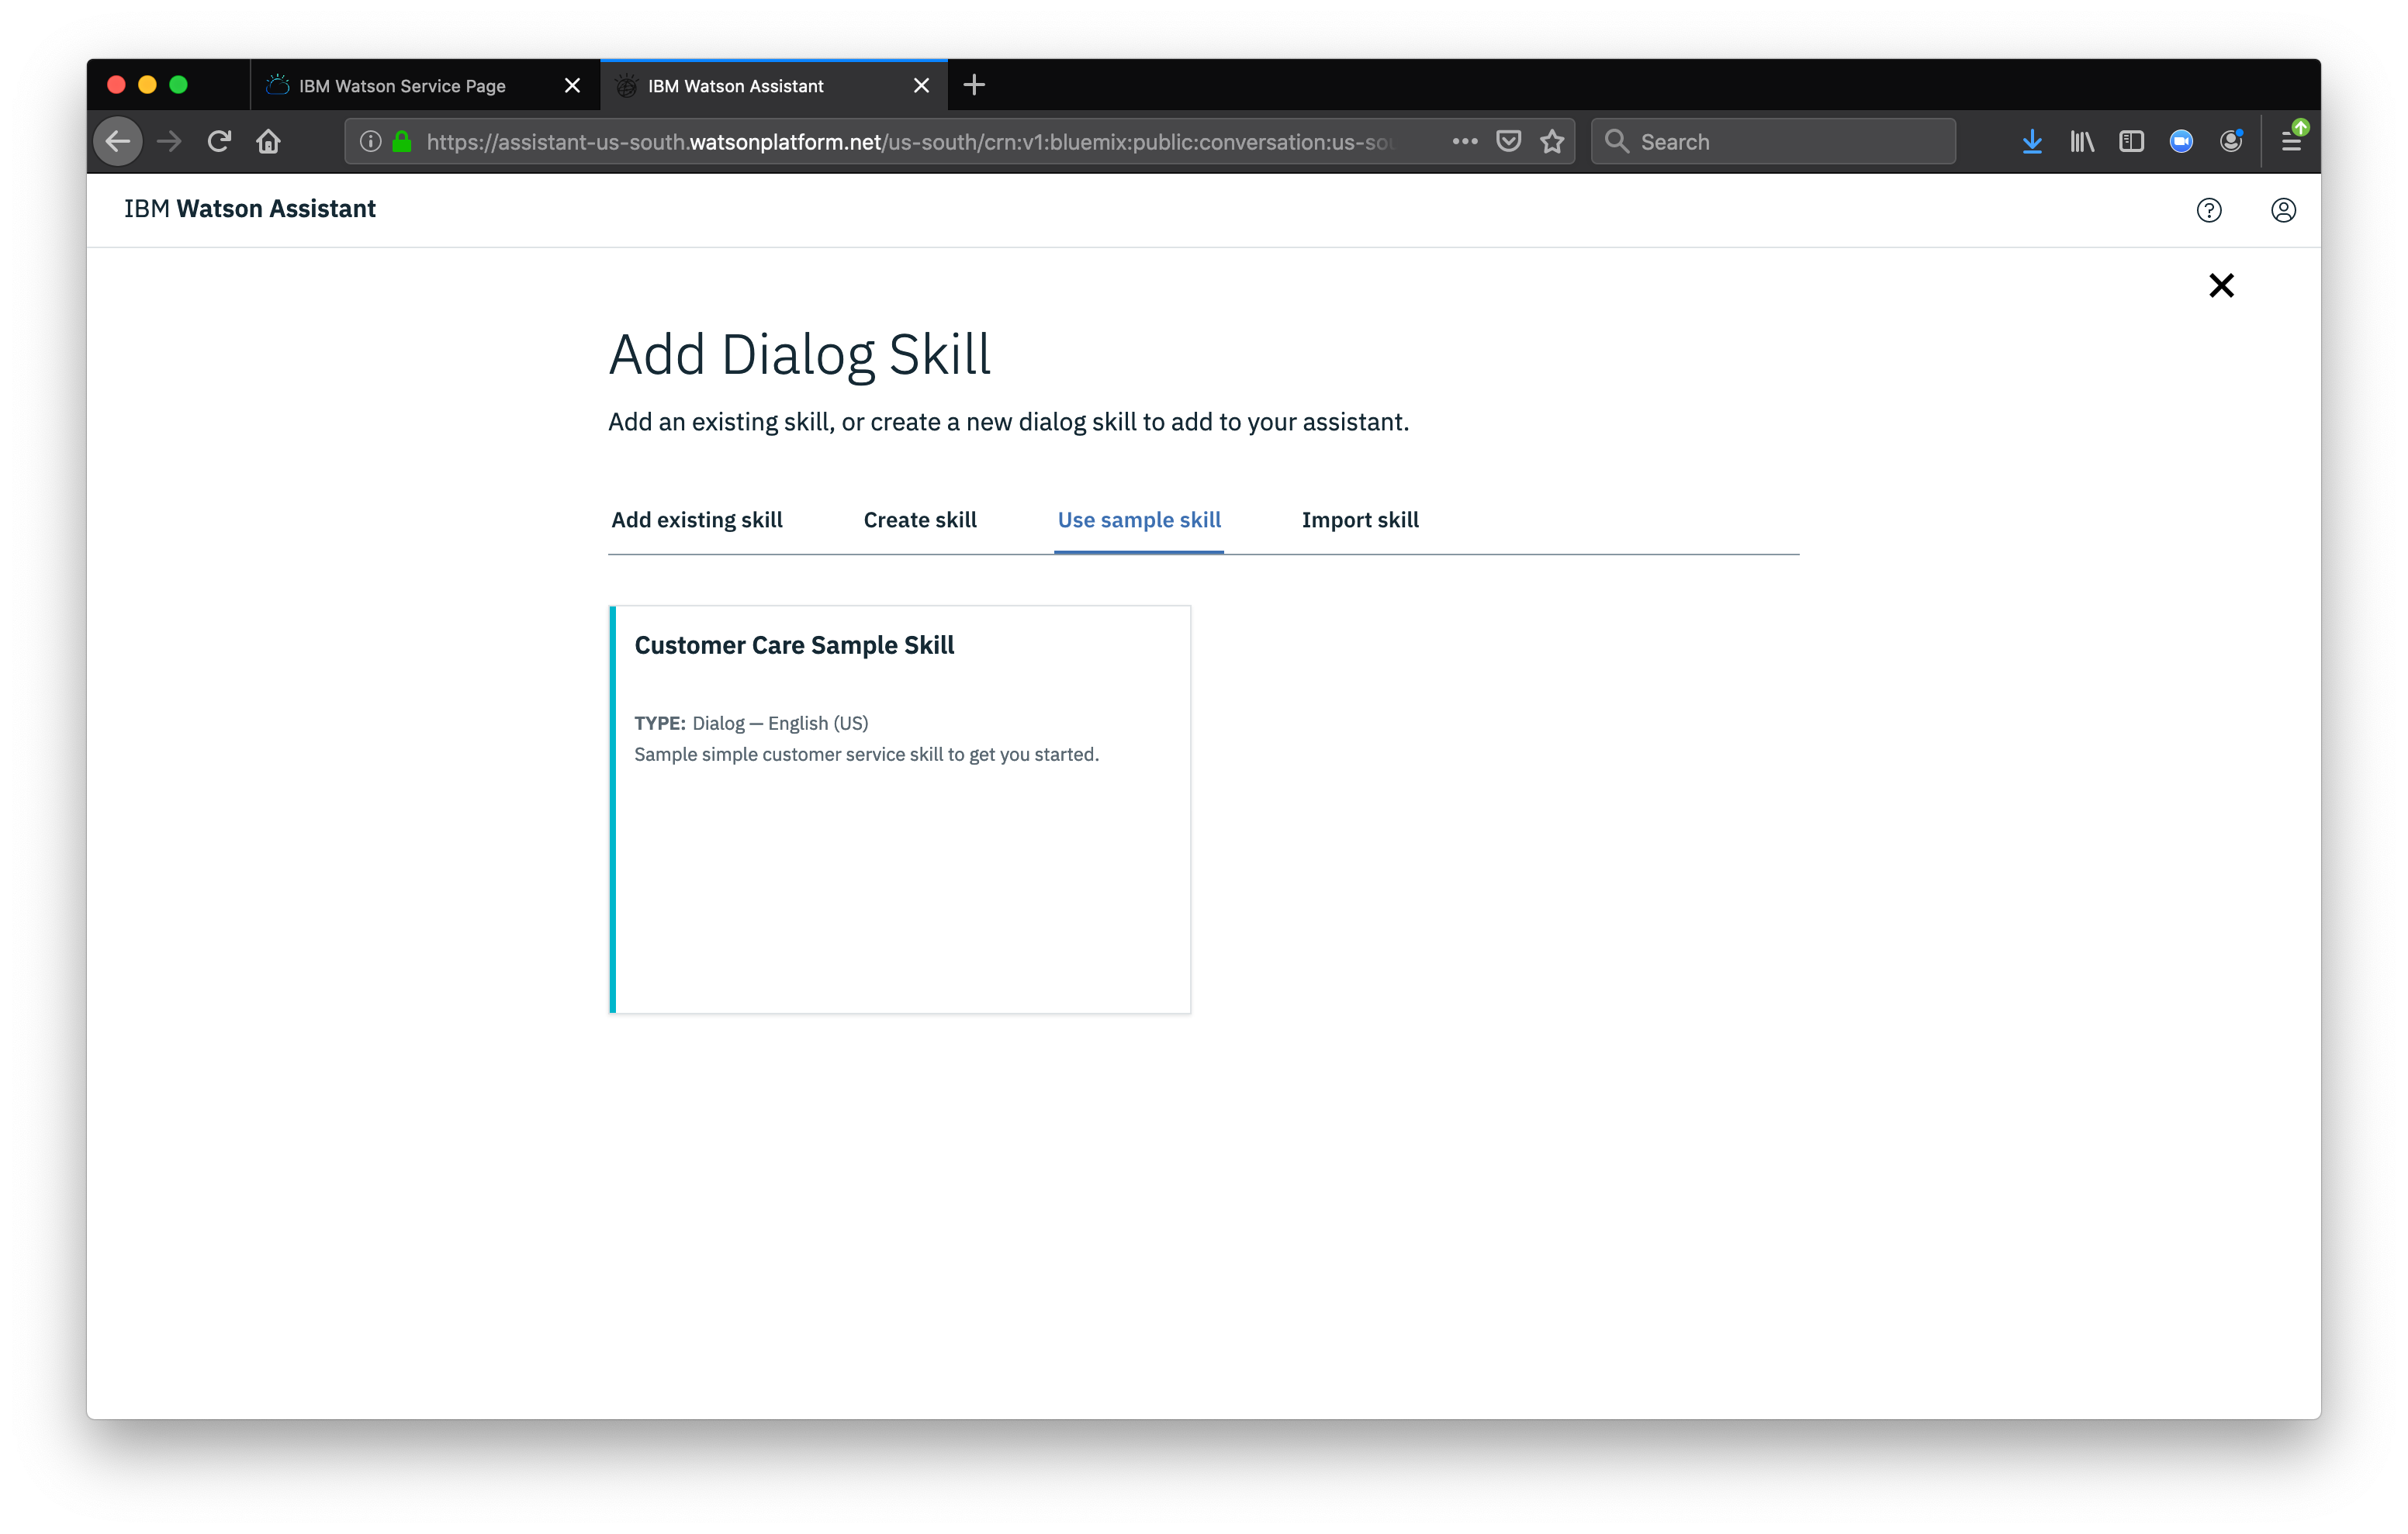 IBM Watson Service Page
IBM Watson Assistant
https://assistant-us-south.watsonplatform.net/us-south/crn:v1:bluemix:public:conversation:us-sou
Search
IBM Watson Assistant
Add Dialog Skill
Add an existing skill, or create a new dialog skill to add to your assistant.
Add existing skill Create skill Use sample skill Import skill
Customer Care Sample Skill
TYPE: Dialog — English (US)
Sample simple customer service skill to get you started.